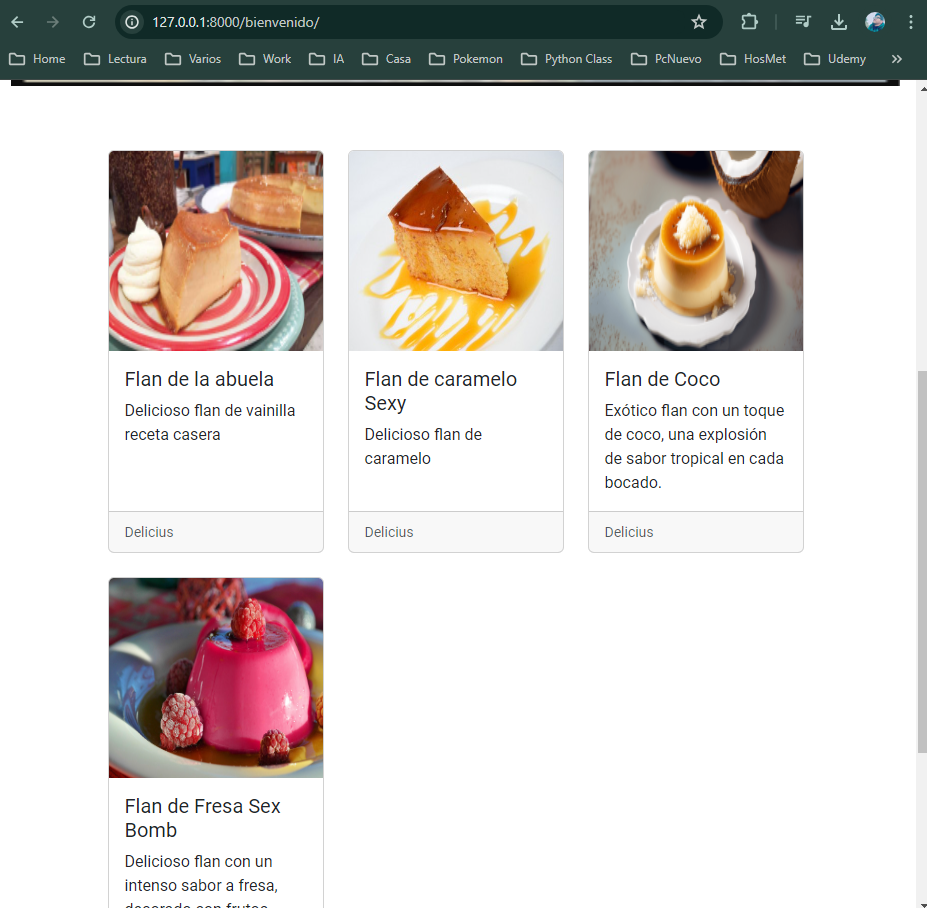 127.0.0.1:8000/bienvenido/
Home Lectura Varios Work IA Casa Pokemon Python Class PcNuevo HosMet Udemy »
Flan de la abuela
Delicioso flan de vainilla
receta casera
Delicius
Flan de caramelo
Sexy
Delicioso flan de
caramelo
Delicius
Flan de Coco
Exótico flan con un toque
de coco, una explosión
de sabor tropical en cada
bocado.
Delicius
Flan de Fresa Sex
Bomb
Delicioso flan con un
intenso sabor a fresa,
decorado con frutos